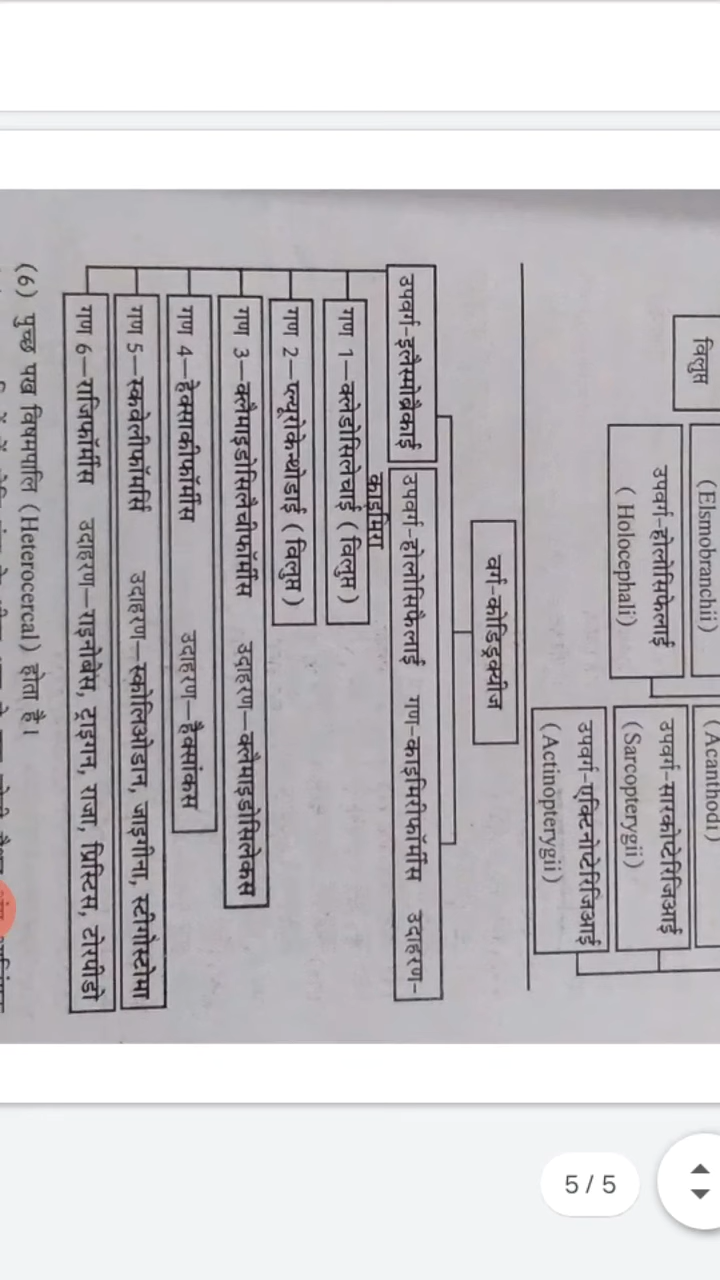 विलुप्त
(Elsmobranchii)
(Acanthodi)
उपवर्ग-होलोसिफेलाई
( Holocephali)
उपवर्ग-सारकोटेरिजिआई
(Sarcopterygii)
उपवर्ग-एक्टिनोटेरिजिआई
(Actinopterygii)
वर्ग-कोंड्रिक्थीज
उपवर्ग-इलैस्मोब्रैंकाई
उपवर्ग-होलोसिफैलाई गण-काइमिरीफॉर्मीस उदाहरण-
काइमिरा
गण 1—क्लेडोसिलेचाई ( विलुप्त )
गण 2—प्ल्यूरोकेन्थोडाई ( विलुप्त )
गण 3—क्लैमाइडोसिलैचीफॉर्मीस उदाहरण—क्लैमाइडोसिलेकस
गण 4—हेक्साकीफॉर्मीस उदाहरण—हैक्सांकस
गण 5—स्कवेलीफॉमीर्स उदाहरण—स्कोलिओडान, जाइगीना, स्टीगोस्टोमा
गण 6—राजिफॉर्मीस उदाहरण—राइनोबेस, ट्राइगन, राजा, प्रिस्टिस, टोरपीडो
(6) पुच्छ पख विषमपालि (Heterocercal) होता है।
5 / 5